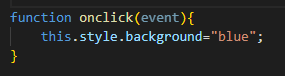 function onclick(event){
    this.style.background="blue";
}